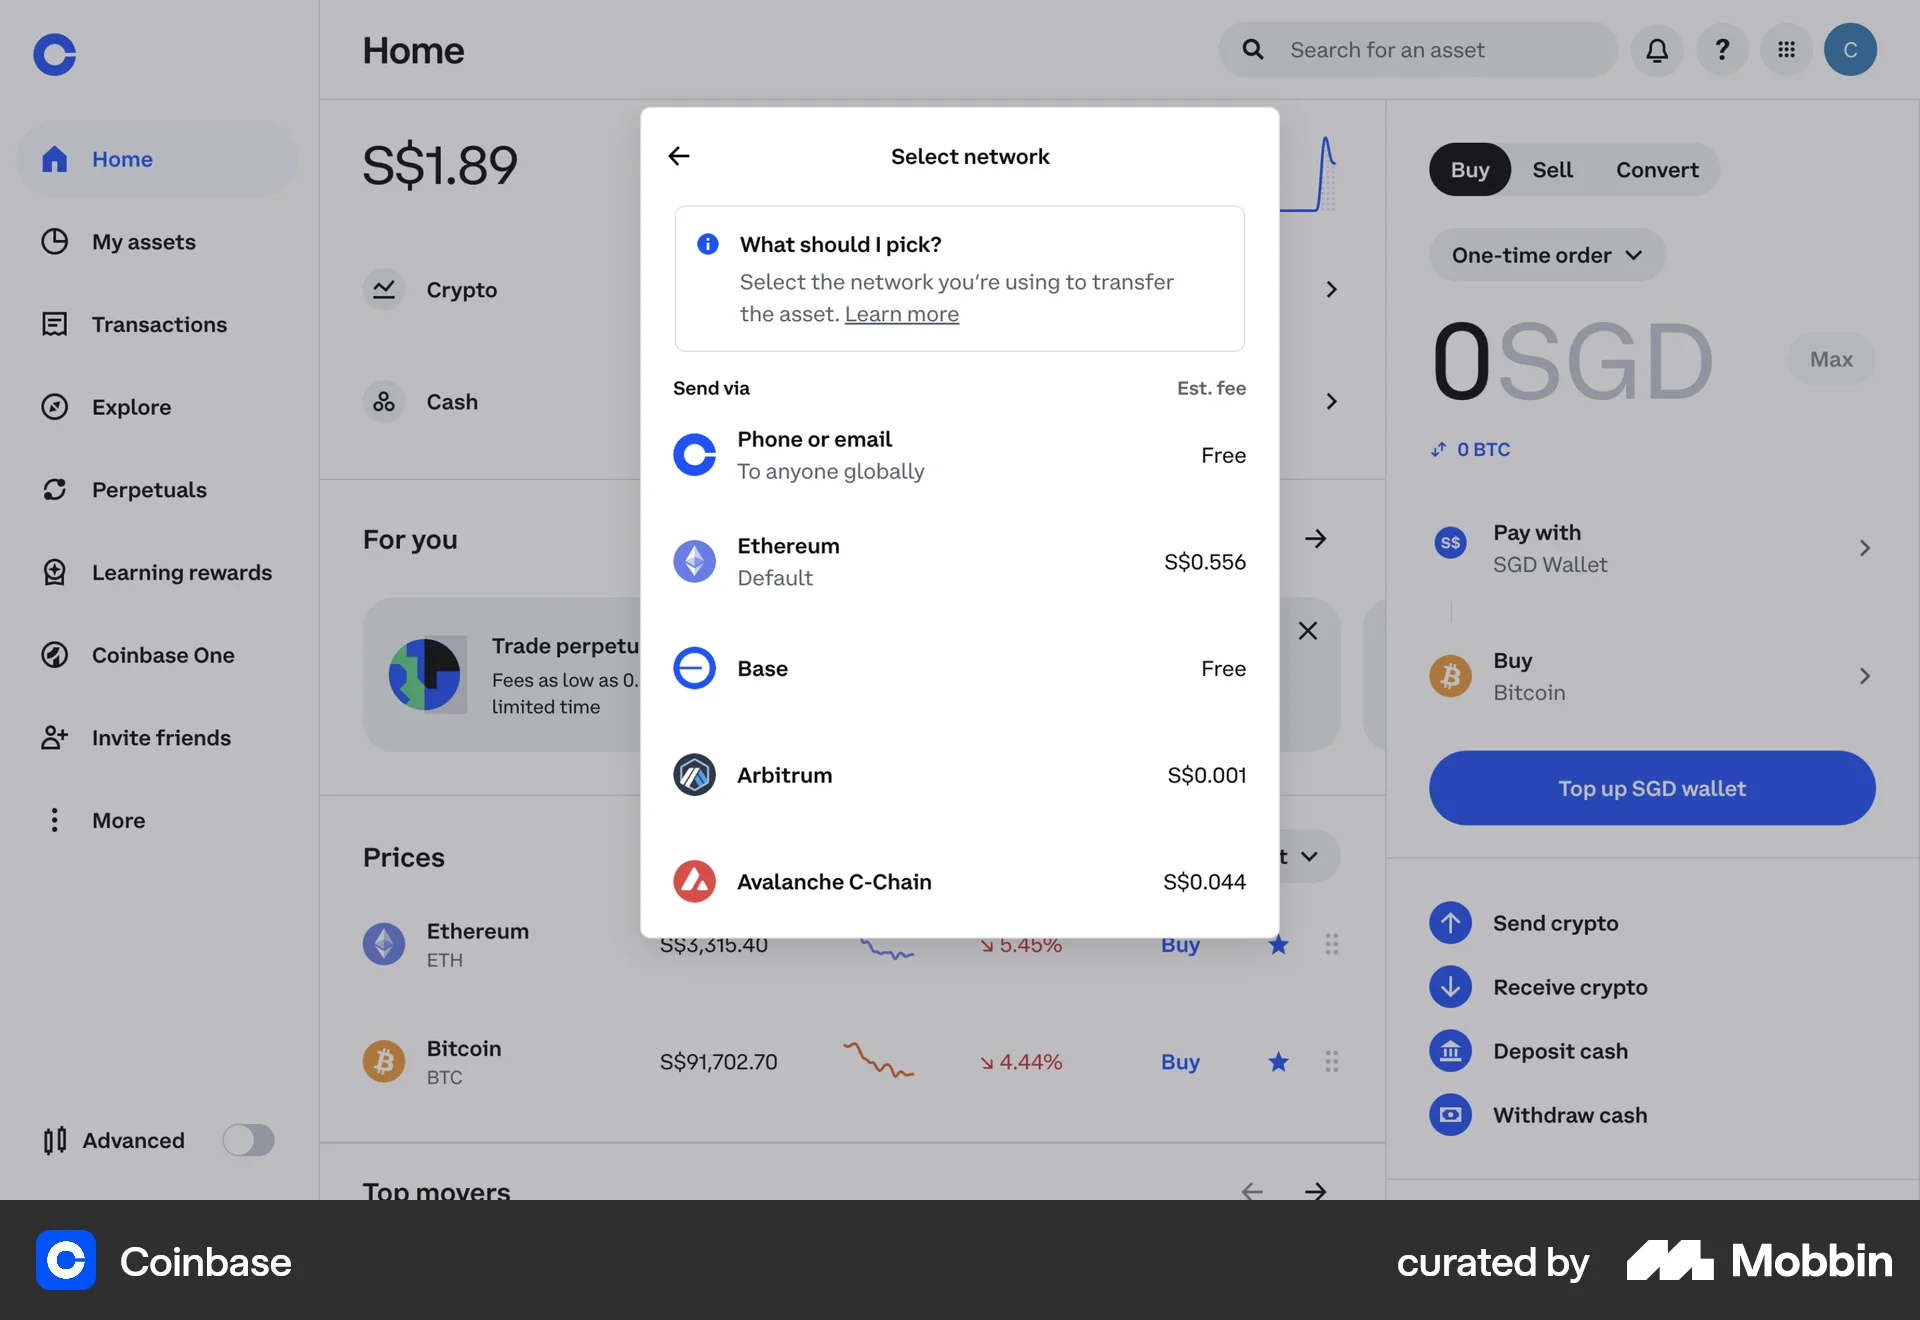 Home
Search for an asset
?
C
Home
My assets
Transactions
Explore
Perpetuals
Learning rewards
Coinbase One
Invite friends
More
Advanced
S$1.89
Crypto
Cash
For you
Trade perpetu
Fees as low as 0.
limited time
Prices
t
Ethereum
ETH
S$3,315.40
5.45%
Buy
Bitcoin
BTC
S$91,702.70
4.44%
Buy
Top movers
Select network
What should I pick?
Select the network you're using to transfer
the asset. Learn more
Send via
Est. fee
Phone or email
To anyone globally
Free
Ethereum
Default
S$0.556
Base
Free
Arbitrum
S$0.001
Avalanche C-Chain
S$0.044
Buy
Sell
Convert
One-time order
0SGD
Max
0 BTC
S$
Pay with
SGD Wallet
Buy
Bitcoin
Top up SGD wallet
Send crypto
Receive crypto
Deposit cash
Withdraw cash
Coinbase
curated by
Mobbin